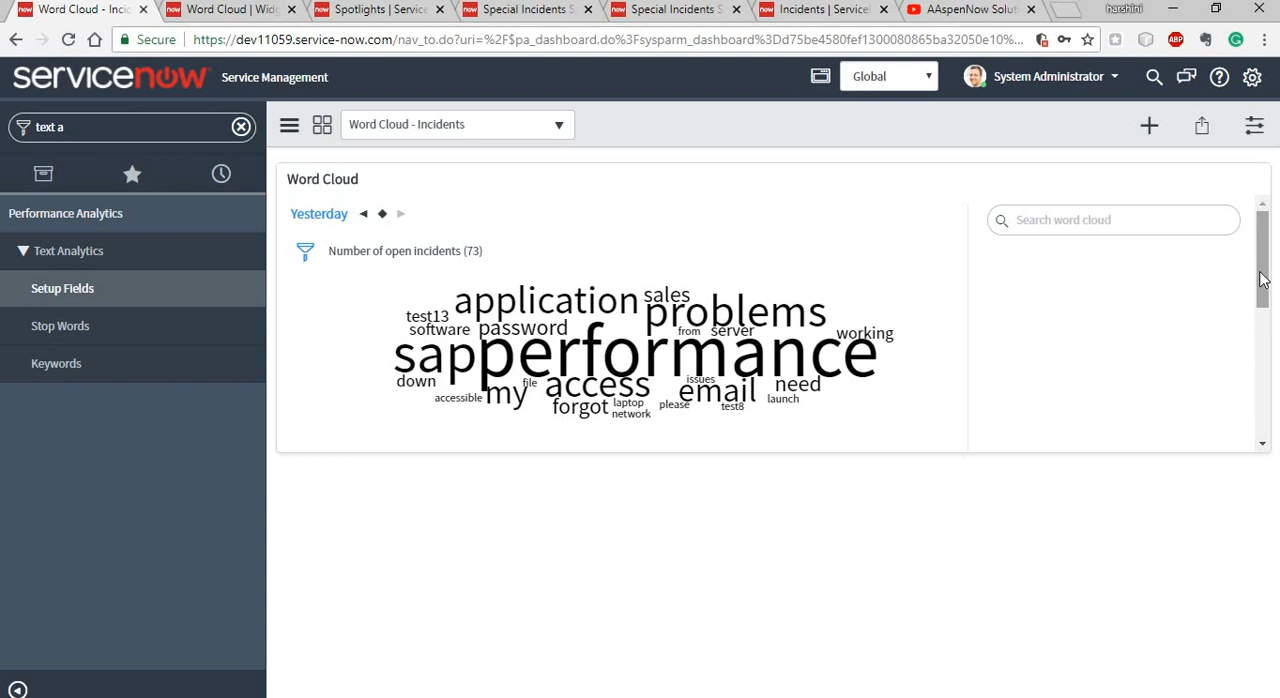 Word Cloud - Incid
Word Cloud | Widg
Spotlights | Service
Special Incidents S
Special Incidents S
Incidents | Service
AAspenNow Soluti
harshini
Secure
https://dev11059.service-now.com/nav_to.do?uri=%2F$pa_dashboard.do%3Fsysparm_dashboard%3Dd75be4580fef1300080865ba32050e10%...
ABP
servicenow Service Management
Global
System Administrator
text a
Word Cloud - Incidents
Performance Analytics
Text Analytics
Setup Fields
Stop Words
Keywords
Word Cloud
Yesterday
Search word cloud
Number of open incidents (73)
application sales
test13 problems
software password from server working
sap performance
down access issues need
accessible my file email launch
forgot laptop please test8
network